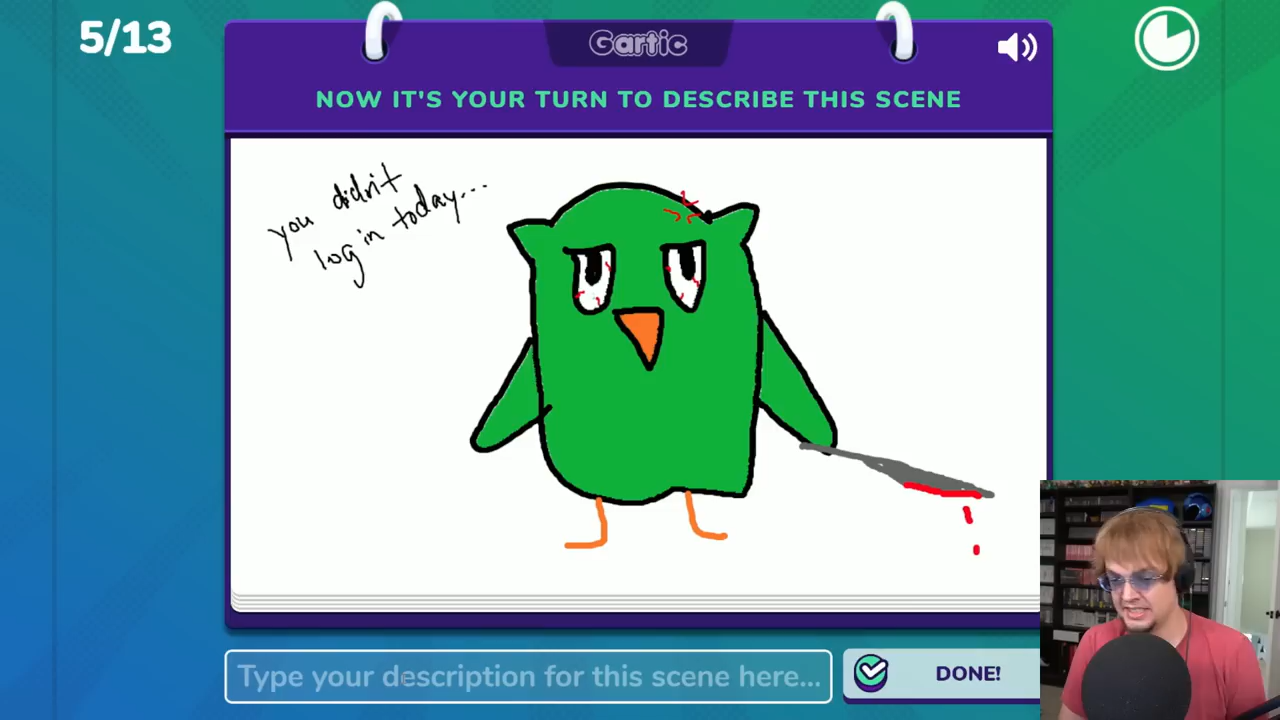 5/13
Gartic
NOW IT'S YOUR TURN TO DESCRIBE THIS SCENE
you didn't
log in today...
Type your description for this scene here...
DONE!